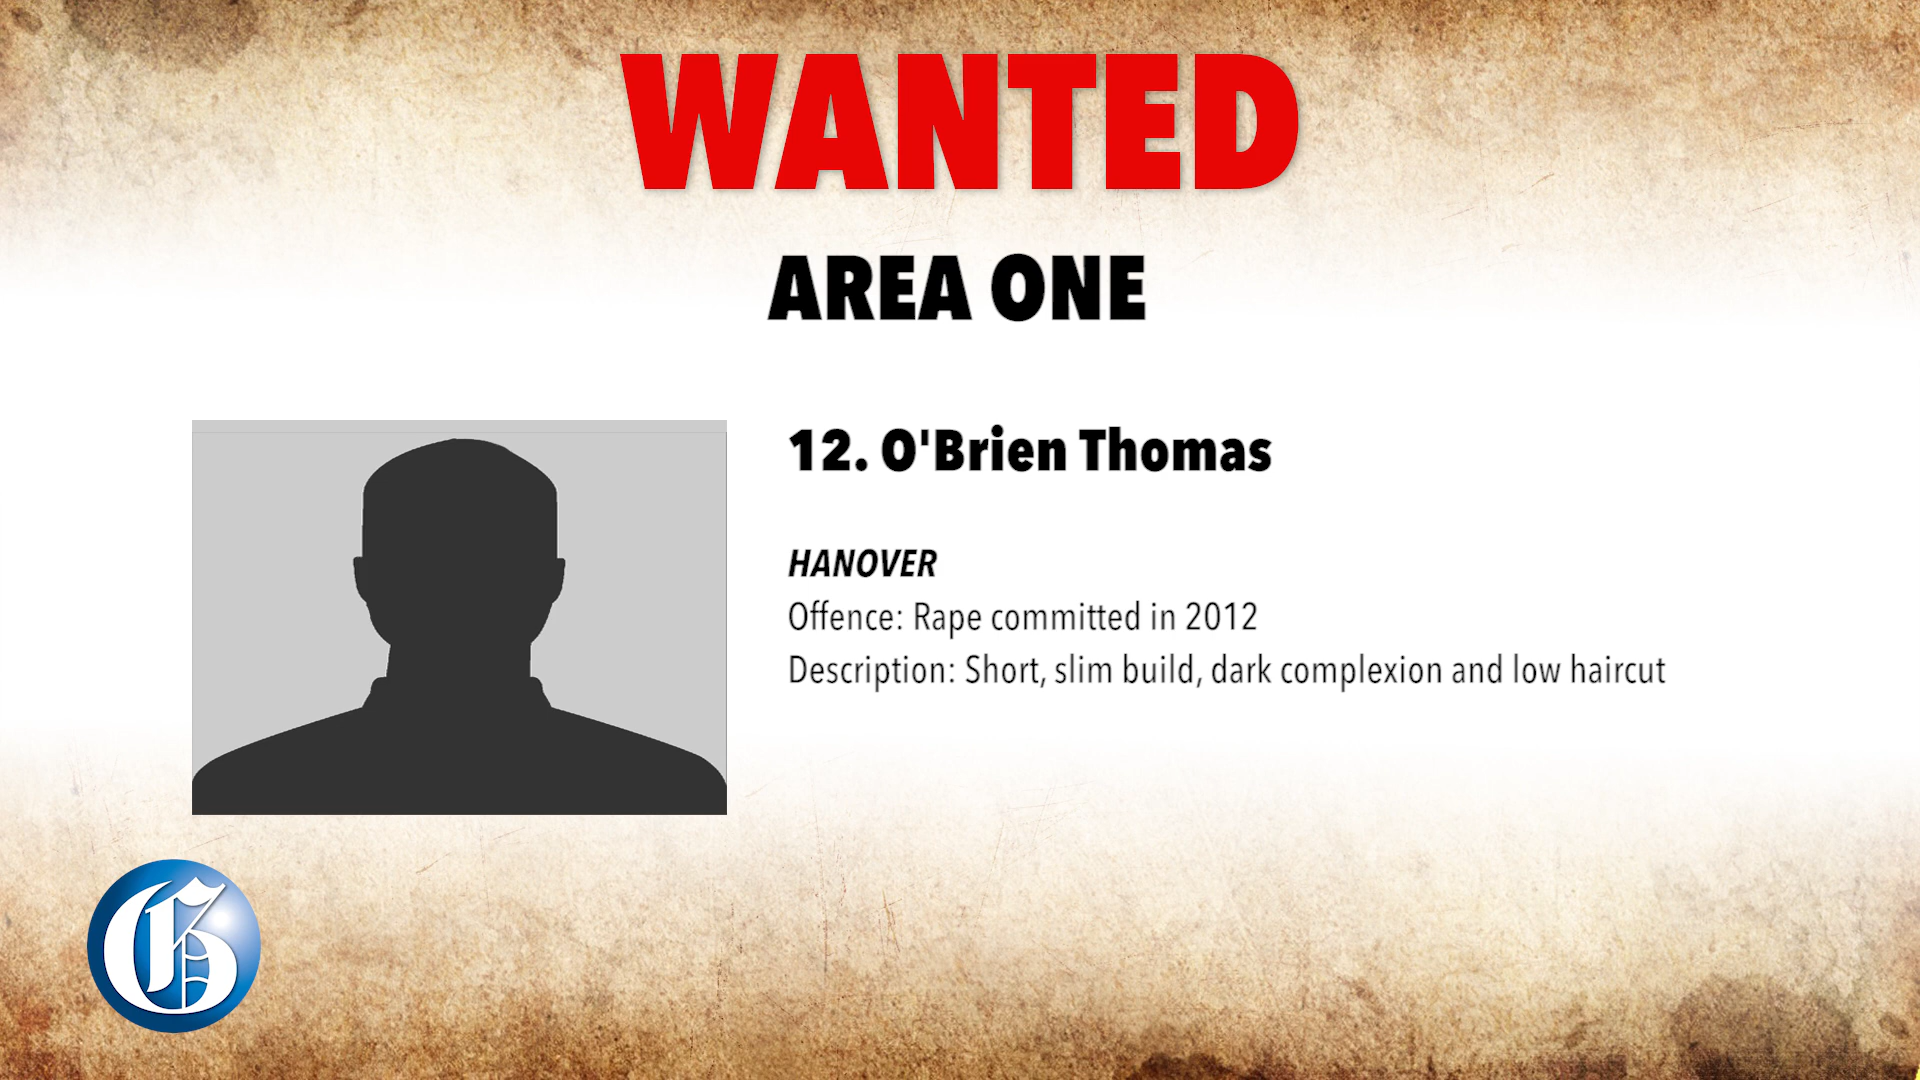 WANTED
AREA ONE
12. O'Brien Thomas
HANOVER
Offence: Rape committed in 2012
Description: Short, slim build, dark complexion and low haircut
G